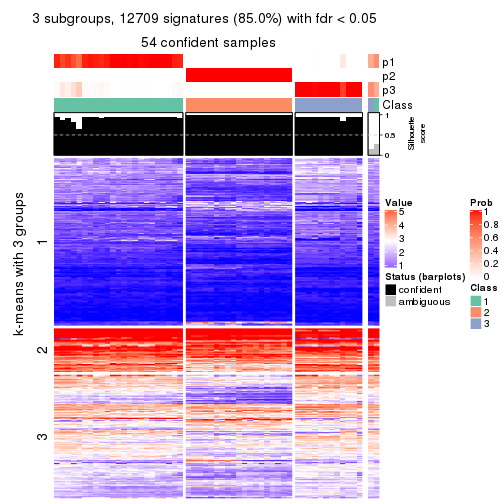 3 subgroups, 12709 signatures (85.0%) with fdr < 0.05
54 confident samples
p1
p2
p3
Class
1
0.5
0
Silhouette
score
k-means with 3 groups
1
2
3
Value
5
4
3
2
1
Status (barplots)
confident
ambiguous
Prob
1
0.8
0.6
0.4
0.2
0
Class
1
2
3